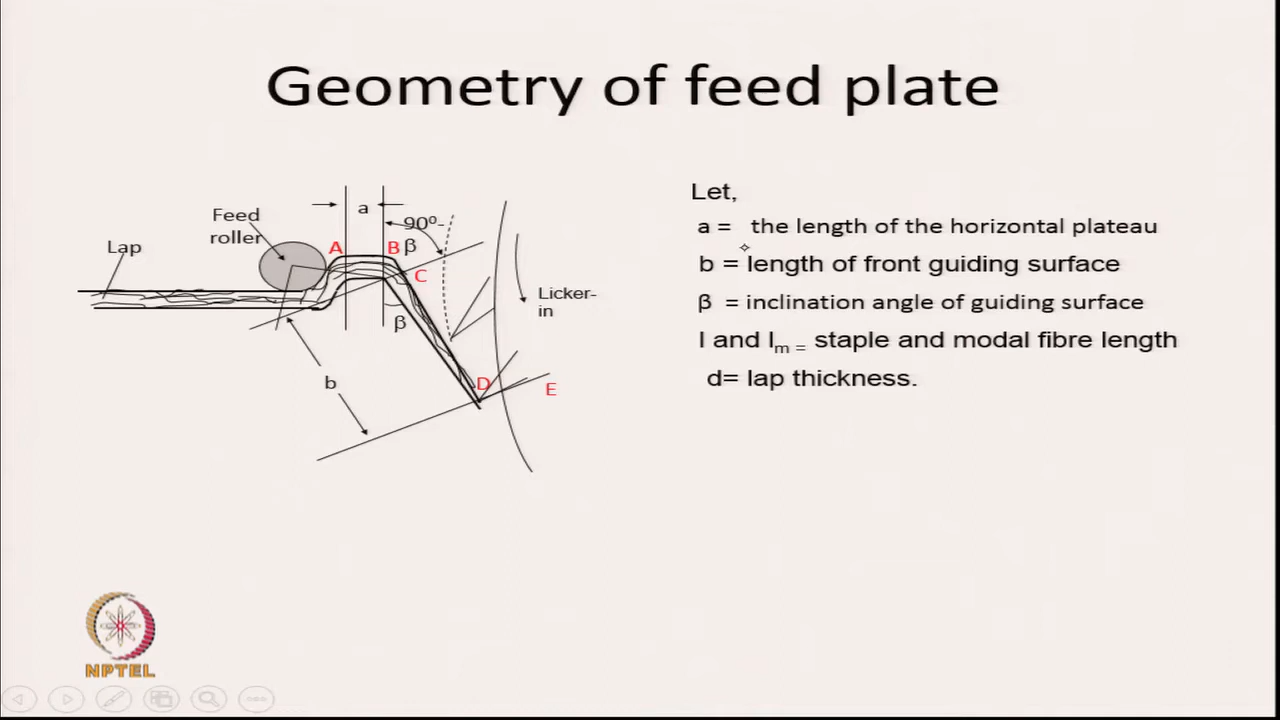 Geometry of feed plate
Let,
a = the length of the horizontal plateau
b = length of front guiding surface
β = inclination angle of guiding surface
l and lm = staple and modal fibre length
d= lap thickness.
a
90⁰-
β
Feed
roller
Lap
A
B
C
Licker-
in
β
b
D
E
NPTEL